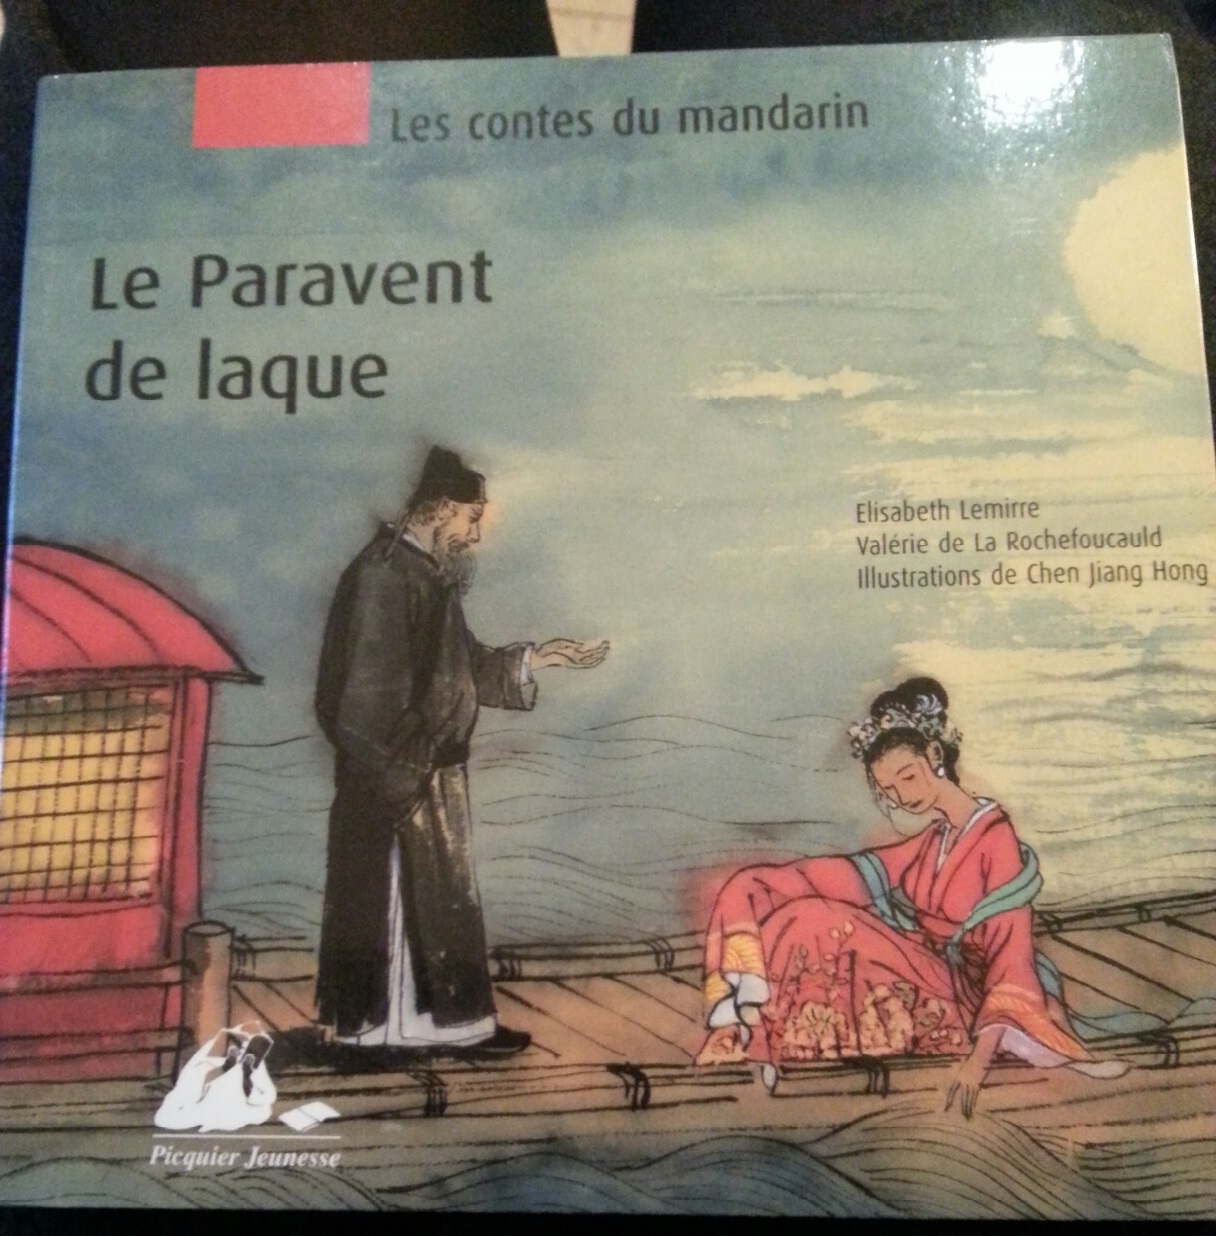 Les contes du mandarin
Le Paravent
de laque
Elisabeth Lemirre
Valérie de La Rochefoucauld
Illustrations de Chen Jiang Hong
Picquier Jeunesse